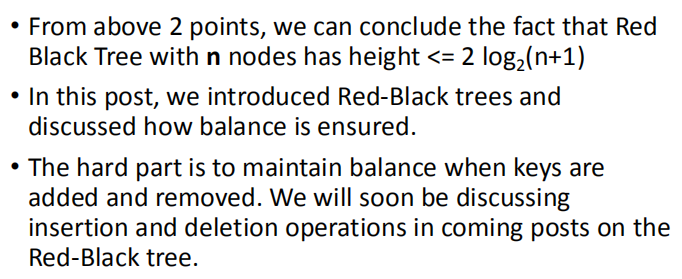 • From above 2 points, we can conclude the fact that Red
Black Tree with n nodes has height <= 2 log₂(n+1)
• In this post, we introduced Red-Black trees and
discussed how balance is ensured.
• The hard part is to maintain balance when keys are
added and removed. We will soon be discussing
insertion and deletion operations in coming posts on the
Red-Black tree.